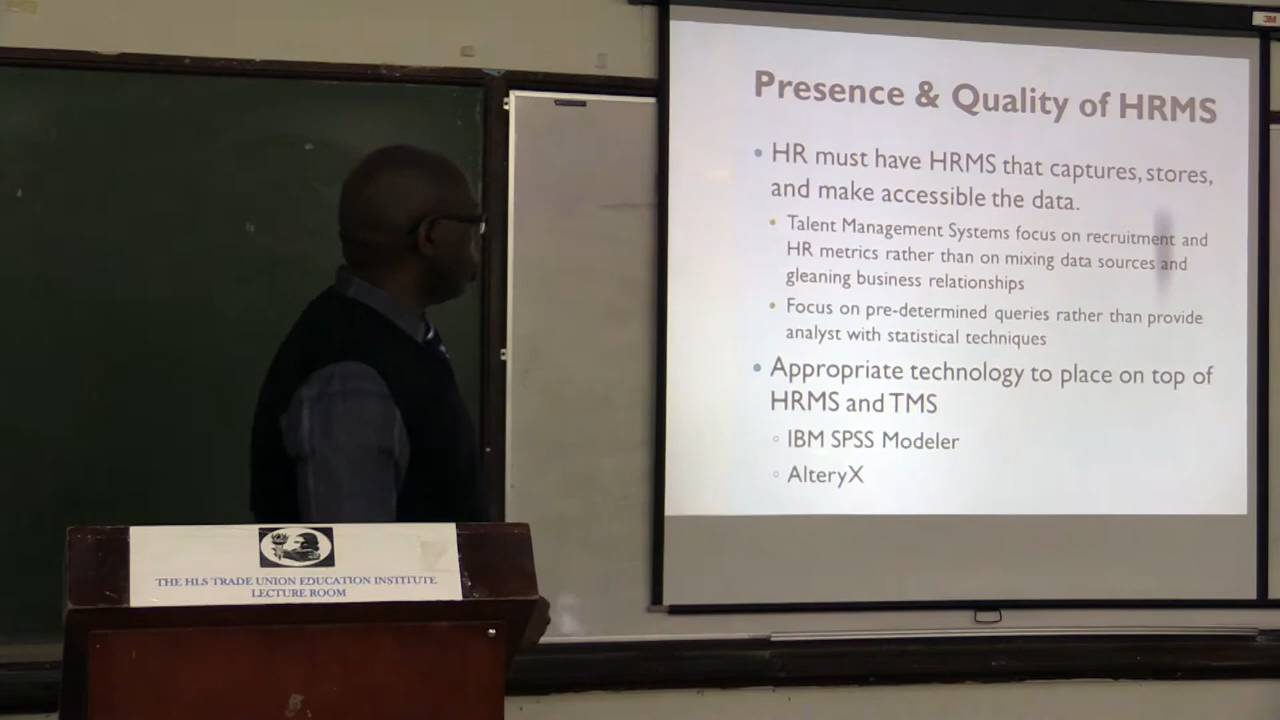 3M
Presence & Quality of HRMS
• HR must have HRMS that captures, stores,
and make accessible the data.
• Talent Management Systems focus on recruitment and
HR metrics rather than on mixing data sources and
gleaning business relationships
• Focus on pre-determined queries rather than provide
analyst with statistical techniques
• Appropriate technology to place on top of
HRMS and TMS
◦ IBM SPSS Modeler
◦ AlteryX
THE HLS TRADE UNION EDUCATION INSTITUTE
LECTURE ROOM